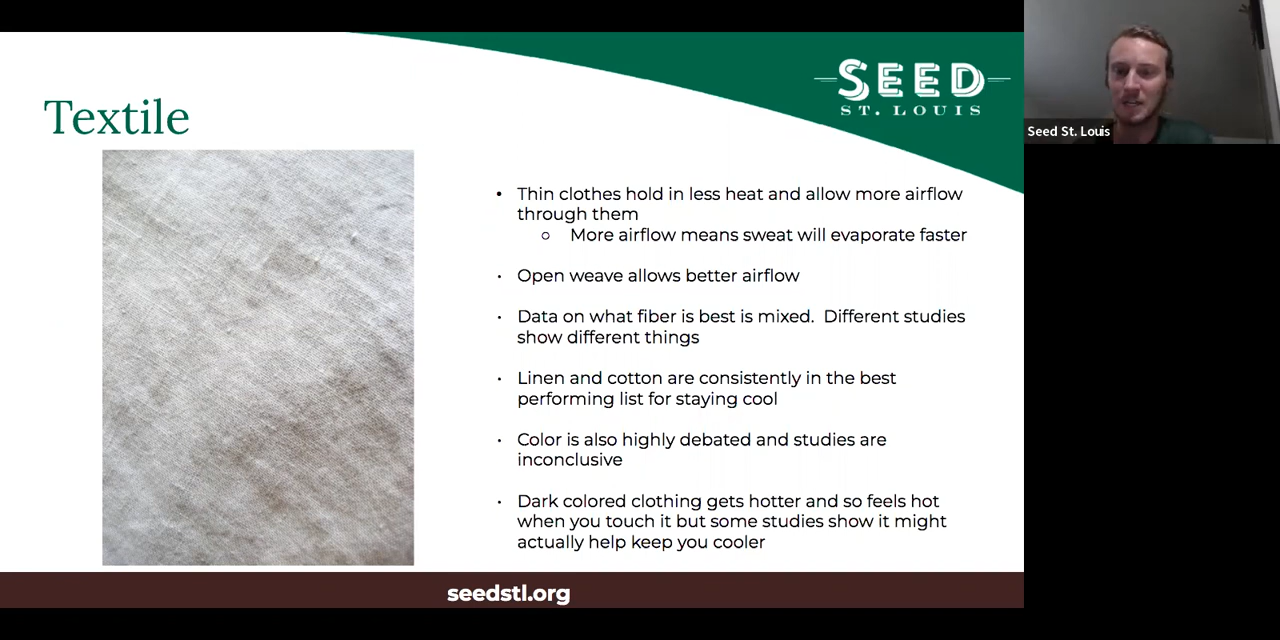 SEED
ST. LOUIS
Seed St. Louis
Textile
• Thin clothes hold in less heat and allow more airflow
through them
○ More airflow means sweat will evaporate faster
• Open weave allows better airflow
• Data on what fiber is best is mixed.  Different studies
show different things
• Linen and cotton are consistently in the best
performing list for staying cool
• Color is also highly debated and studies are
inconclusive
• Dark colored clothing gets hotter and so feels hot
when you touch it but some studies show it might
actually help keep you cooler
seedstl.org